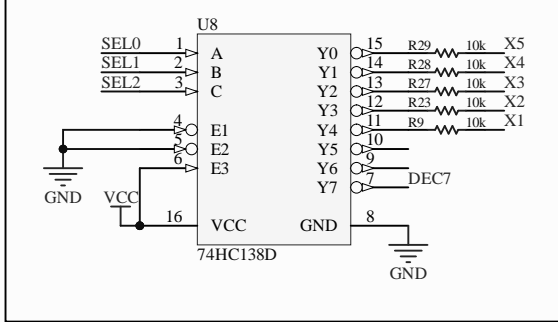 U8
SEL0 1 A Y0 15 R29 10k X5
SEL1 2 B Y1 14 R28 10k X4
SEL2 3 C Y2 13 R27 10k X3
Y3 12 R23 10k X2
4 E1 Y4 11 R9 10k X1
5 E2 Y5 10
6 E3 Y6 9
Y7 7 DEC7
GND
VCC
16 VCC GND 8
74HC138D
GND